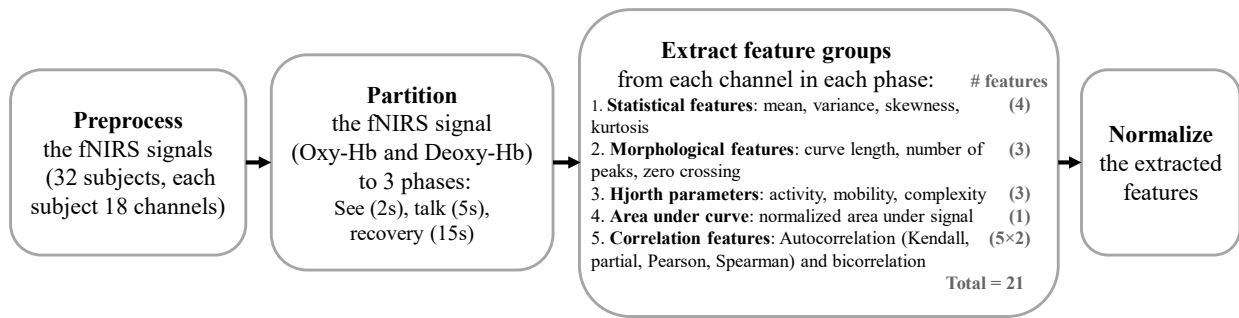 Preprocess
the fNIRS signals
(32 subjects, each
subject 18 channels)
Partition
the fNIRS signal
(Oxy-Hb and Deoxy-Hb)
to 3 phases:
See (2s), talk (5s),
recovery (15s)
Extract feature groups
from each channel in each phase: # features
1. Statistical features: mean, variance, skewness, (4)
kurtosis
2. Morphological features: curve length, number of (3)
peaks, zero crossing
3. Hjorth parameters: activity, mobility, complexity (3)
4. Area under curve: normalized area under signal (1)
5. Correlation features: Autocorrelation (Kendall, (5×2)
partial, Pearson, Spearman) and bicorrelation
Total = 21
Normalize
the extracted
features